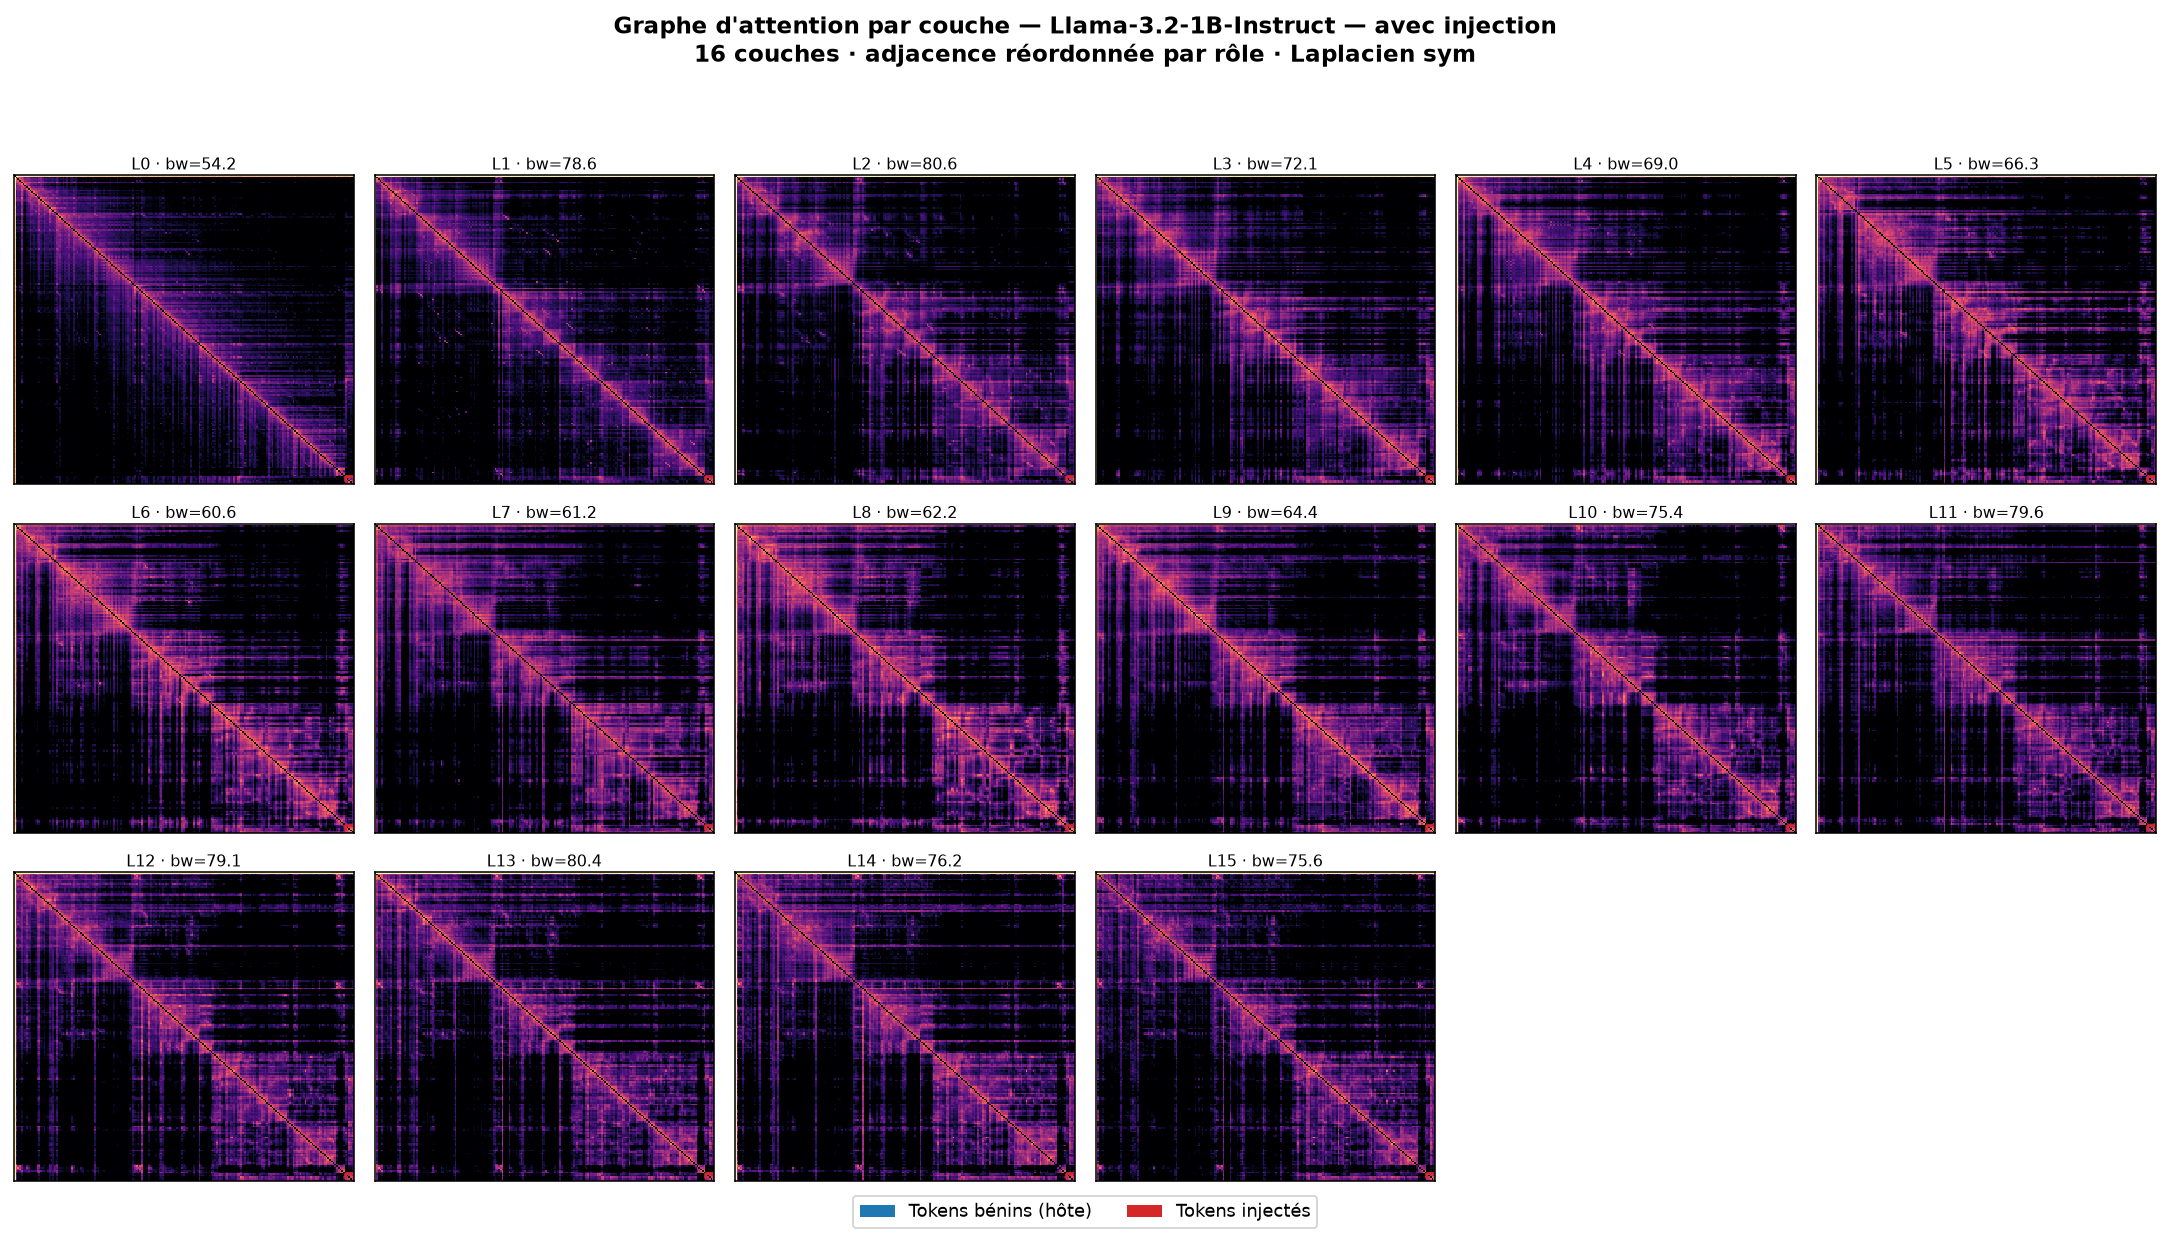 Graphe d'attention par couche — Llama-3.2-1B-Instruct — avec injection
16 couches · adjacence réordonnée par rôle · Laplacien sym
L0 · bw=54.2
L1 · bw=78.6
L2 · bw=80.6
L3 · bw=72.1
L4 · bw=69.0
L5 · bw=66.3
L6 · bw=60.6
L7 · bw=61.2
L8 · bw=62.2
L9 · bw=64.4
L10 · bw=75.4
L11 · bw=79.6
L12 · bw=79.1
L13 · bw=80.4
L14 · bw=76.2
L15 · bw=75.6
Tokens bénins (hôte)
Tokens injectés